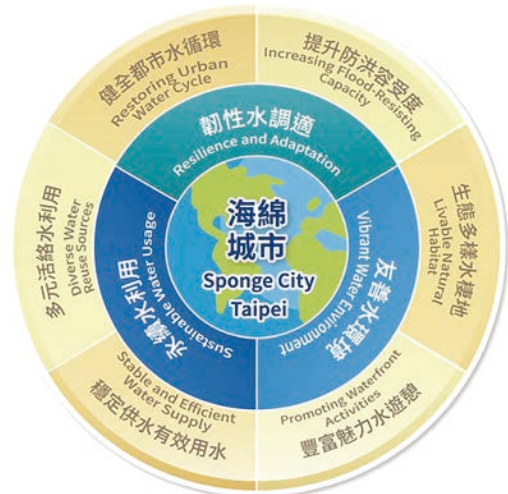 海綿
城市
Sponge City
Taipei
韌性水調適
Resilience and Adaptation
友善水環境
Vibrant Water Environment
永續水利用
Sustainable Water Usage
健全都市水循環
Restoring Urban
Water Cycle
提升防洪容受度
Increasing Flood-Resisting
Capacity
生態多樣水棲地
Livable Natural
Habitat
Promoting Waterfront
Activities
豐富魅力水遊憩
Stable and Efficient
Water Supply
穩定供水有效用水
多元活絡水利用
Diverse Water
Reuse Sources